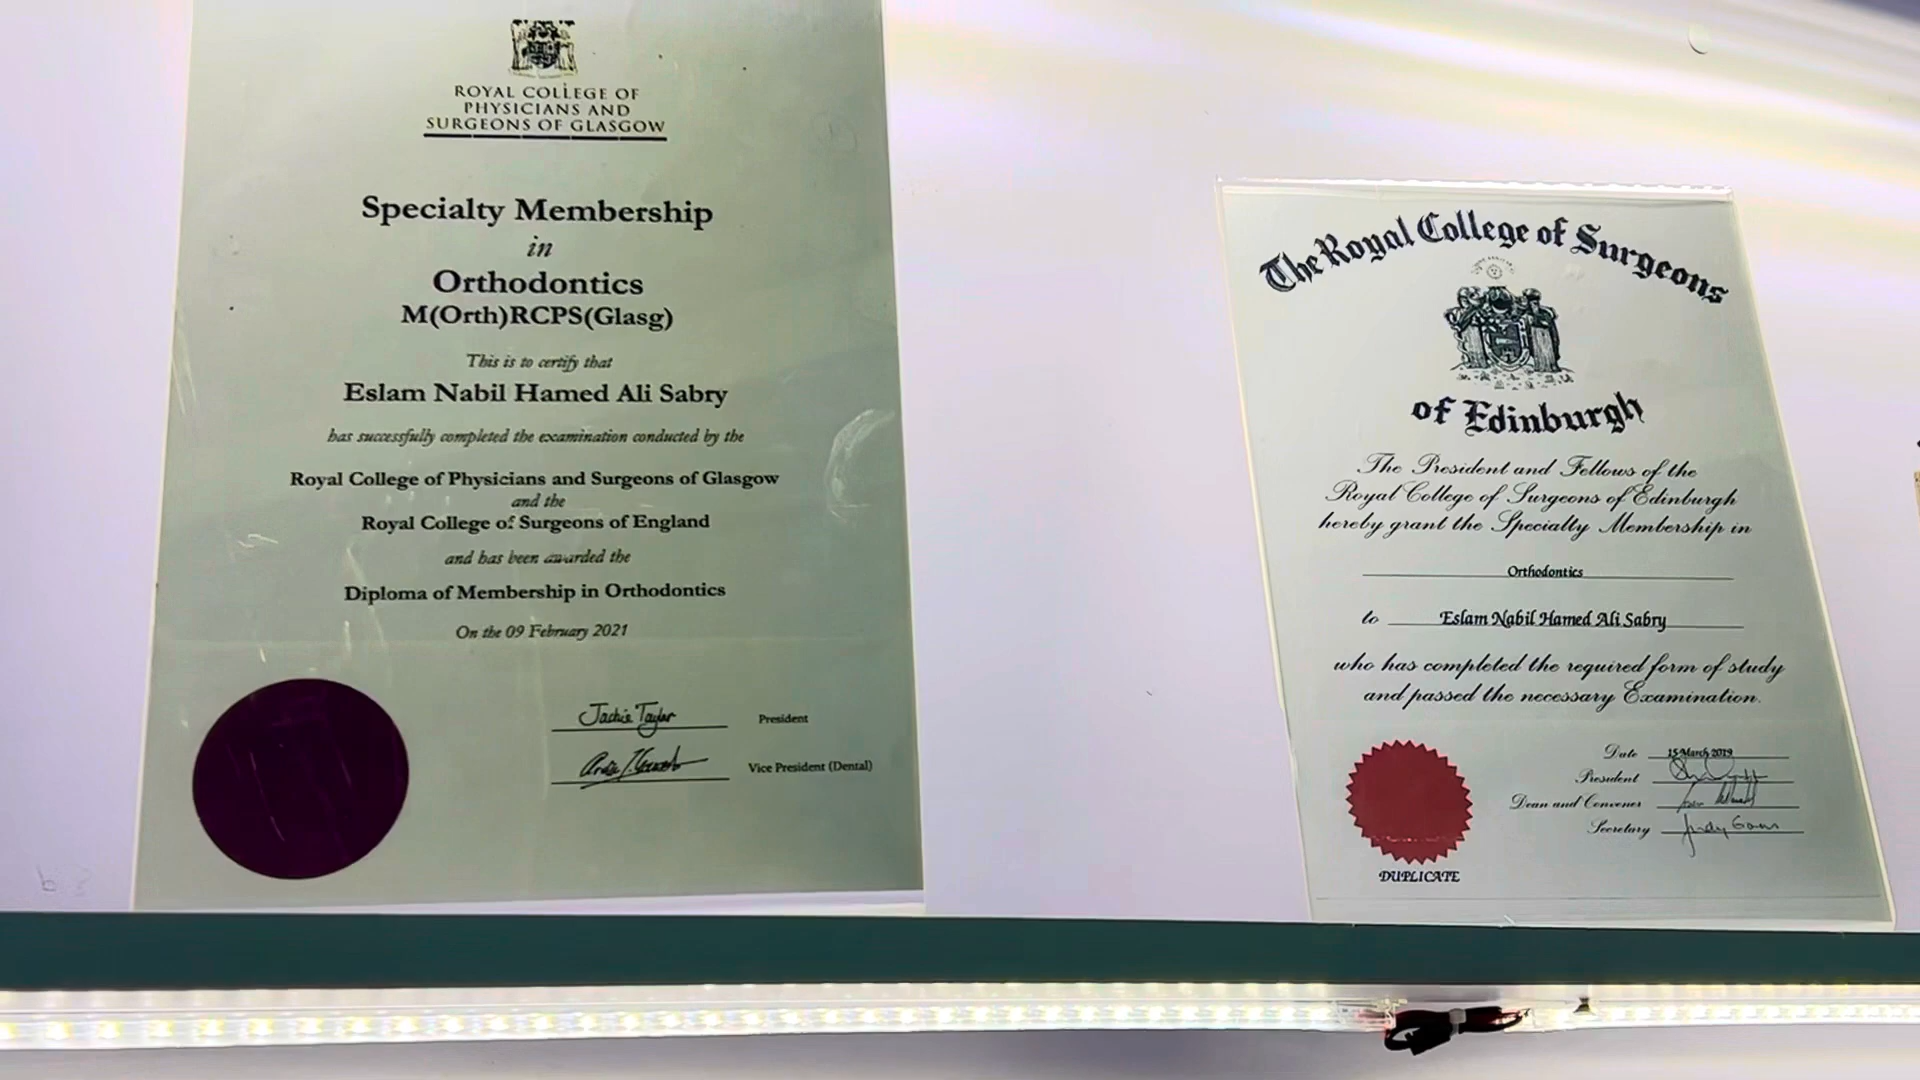 ROYAL COLLEGE OF
PHYSICIANS AND
SURGEONS OF GLASGOW
Specialty Membership
in
Orthodontics
M(Orth)RCPS(Glasg)
This is to certify that
Eslam Nabil Hamed Ali Sabry
has successfully completed the examination conducted by the
Royal College of Physicians and Surgeons of Glasgow
and the
Royal College of Surgeons of England
and has been awarded the
Diploma of Membership in Orthodontics
On the 09 February 2021
Jackie Taylor President
Vice President (Dental)
The Royal College of Surgeons
of Edinburgh
The President and Fellows of the
Royal College of Surgeons of Edinburgh
hereby grant the Specialty Membership in
Orthodontics
to Eslam Nabil Hamed Ali Sabry
who has completed the required form of study
and passed the necessary Examination.
Date 15 March 2019
President
Dean and Convener
Secretary
DUPLICATE